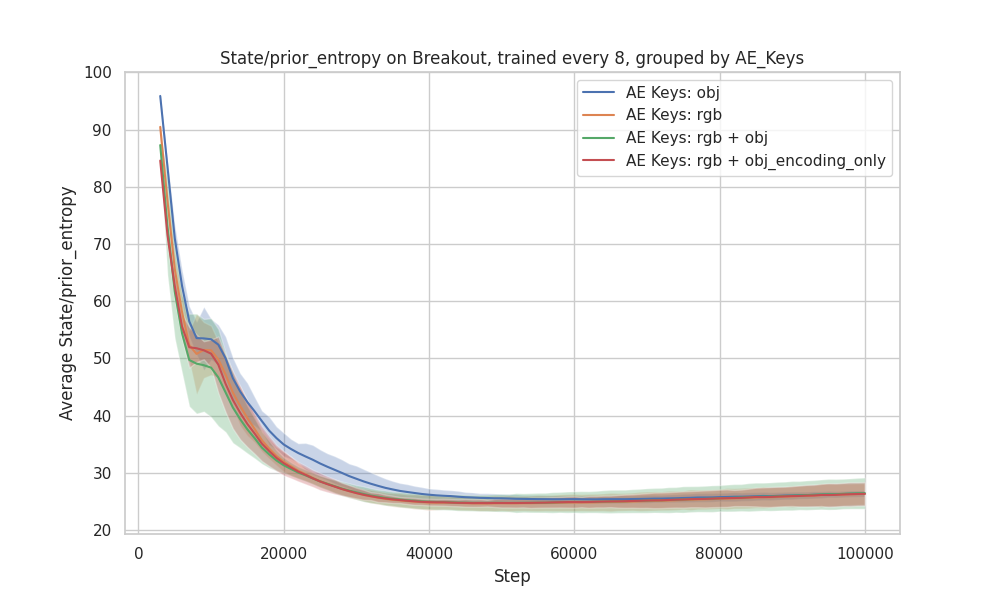 State/prior_entropy on Breakout, trained every 8, grouped by AE_Keys
AE Keys: obj
AE Keys: rgb
AE Keys: rgb + obj
AE Keys: rgb + obj_encoding_only
Average State/prior_entropy
100
90
80
70
60
50
40
30
20
0
20000
40000
60000
80000
100000
Step